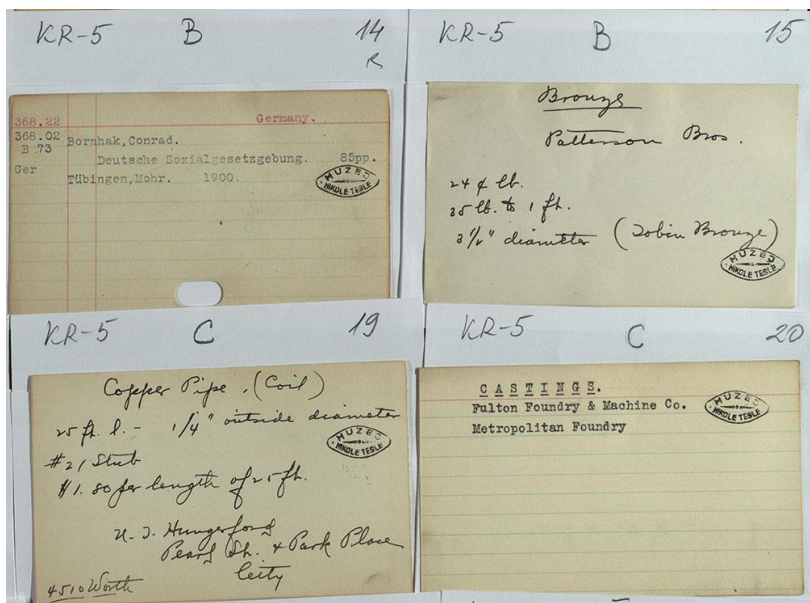 KR-5 B 14
R
368.22 Germany.
368.02
B 73 Bornhak, Conrad.
Deutsche Sozialgesetzgebung. 85pp.
Ger
Tübingen, Mohr. 1900.
MUZEJ
NIKOLE TESLE
KR-5 B 15
Bronze
Patterson Bros.
24 ¢ lb.
35 lb. to 1 ft.
3 1/2" diameter (Tobin Bronze)
MUZEJ
NIKOLE TESLE
KR-5 C 19
Copper Pipe, (Coil)
25 ft. l. - 1/4" outside diameter
#21 Stub
$1.80 per length of 25 ft.
U. T. Hungerford
Pearl St. & Park Place
City
4510 Worth
MUZEJ
NIKOLE TESLE
KR-5 C 20
CASTINGS.
Fulton Foundry & Machine Co.
Metropolitan Foundry
MUZEJ
NIKOLE TESLE